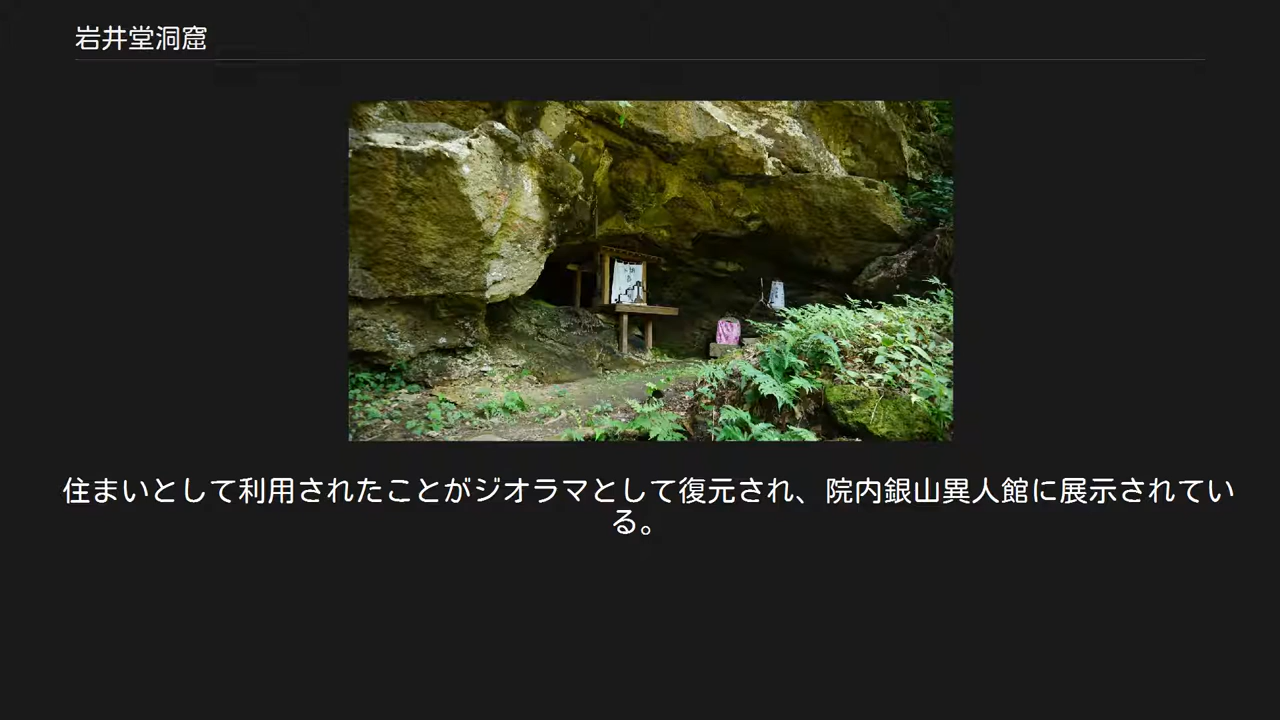 岩井堂洞窟
住まいとして利用されたことがジオラマとして復元され、院内銀山異人館に展示されてい
る。